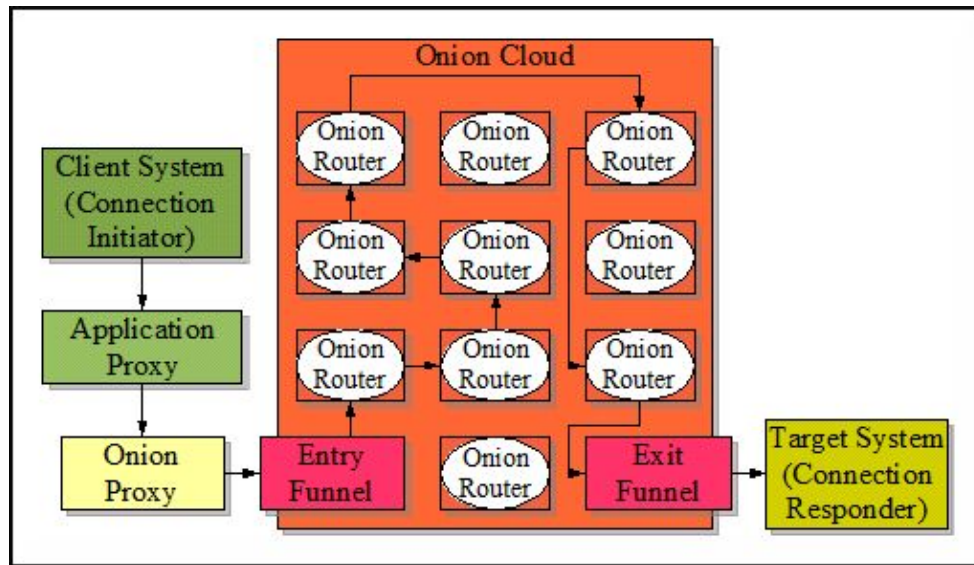 Onion Cloud
Client System
(Connection
Initiator)
Application
Proxy
Onion
Proxy
Entry
Funnel
Onion
Router
Onion
Router
Onion
Router
Onion
Router
Onion
Router
Onion
Router
Onion
Router
Onion
Router
Onion
Router
Onion
Router
Exit
Funnel
Target System
(Connection
Responder)